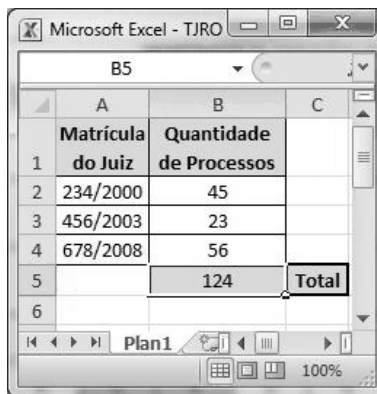 Microsoft Excel - TJRO
B5
A B C
1 Matrícula do Juiz Quantidade de Processos
2 234/2000 45
3 456/2003 23
4 678/2008 56
5 124 Total
6
Plan1
100%